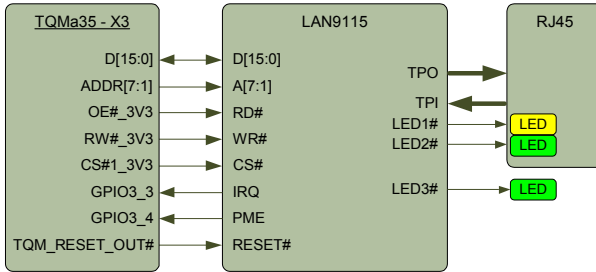 TQMa35 - X3
D[15:0]
ADDR[7:1]
OE#_3V3
RW#_3V3
CS#1_3V3
GPIO3_3
GPIO3_4
TQM_RESET_OUT#
LAN9115
D[15:0]
A[7:1]
RD#
WR#
CS#
IRQ
PME
RESET#
TPO
TPI
LED1#
LED2#
LED3#
RJ45
LED
LED
LED